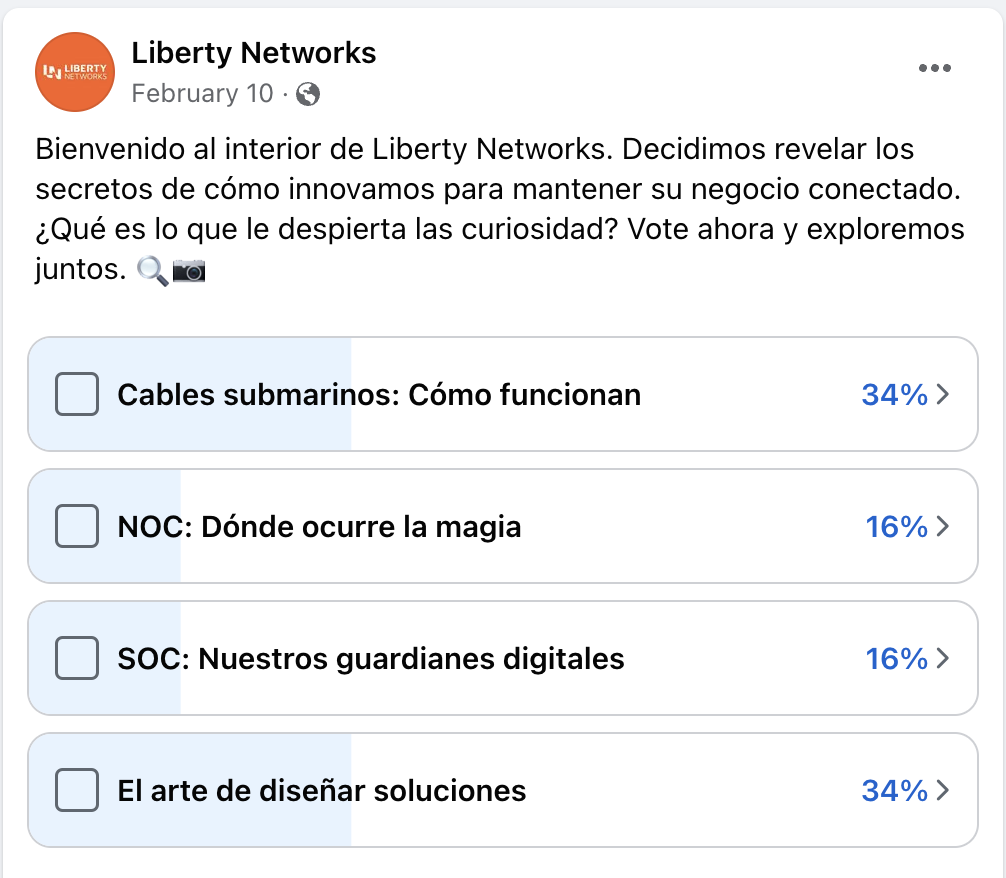 LN LIBERTY
NETWORKS
Liberty Networks
February 10 ·
Bienvenido al interior de Liberty Networks. Decidimos revelar los
secretos de cómo innovamos para mantener su negocio conectado.
¿Qué es lo que le despierta las curiosidad? Vote ahora y exploremos
juntos. 🔍📷
Cables submarinos: Cómo funcionan 34%
NOC: Dónde ocurre la magia 16%
SOC: Nuestros guardianes digitales 16%
El arte de diseñar soluciones 34%